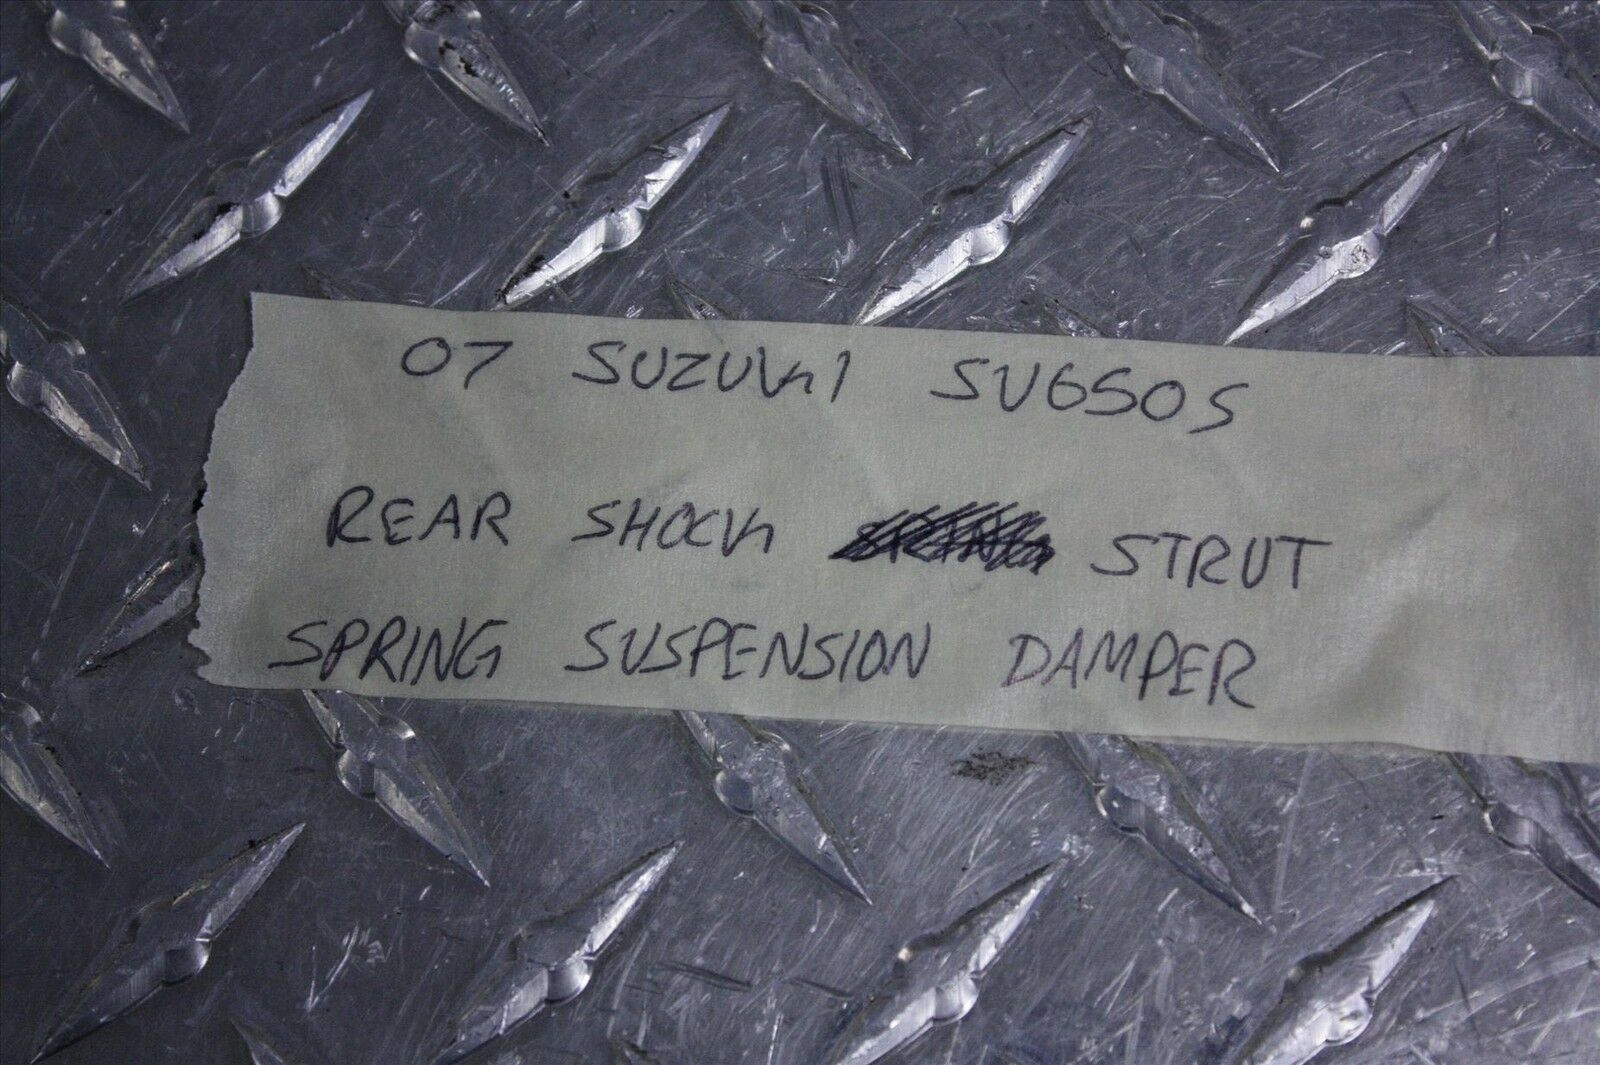 07 SUZUKI SV650S
REAR SHOCK STRUT
SPRING SUSPENSION DAMPER